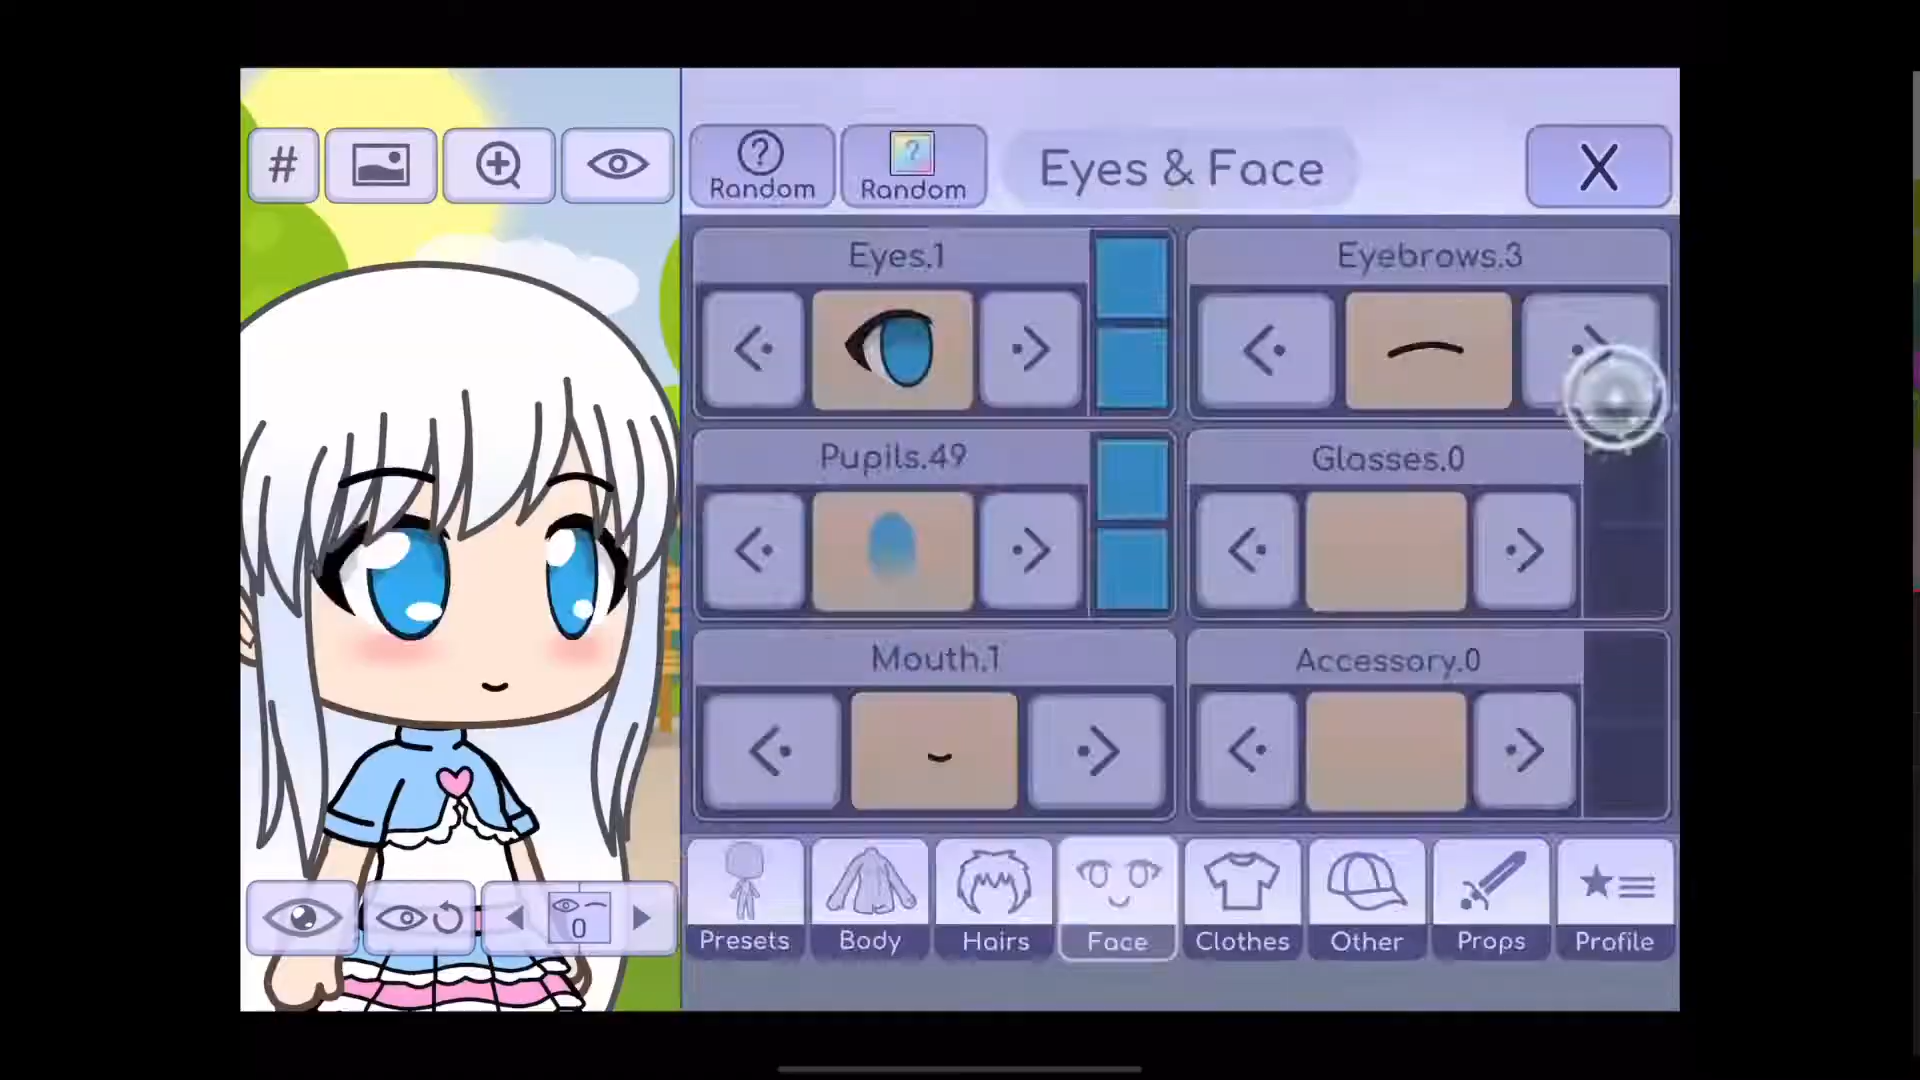 #
?
Random
?
Random
Eyes & Face
X
Eyes.1
Eyebrows.3
Pupils.49
Glasses.0
Mouth.1
Accessory.0
0
Presets
Body
Hairs
Face
Clothes
Other
Props
Profile